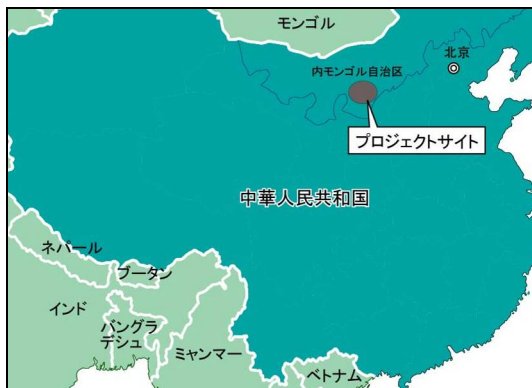 モンゴル
北京
内モンゴル自治区
プロジェクトサイト
中華人民共和国
ネパール
ブータン
インド
バングラ
デシュ
ミャンマー
ベトナム